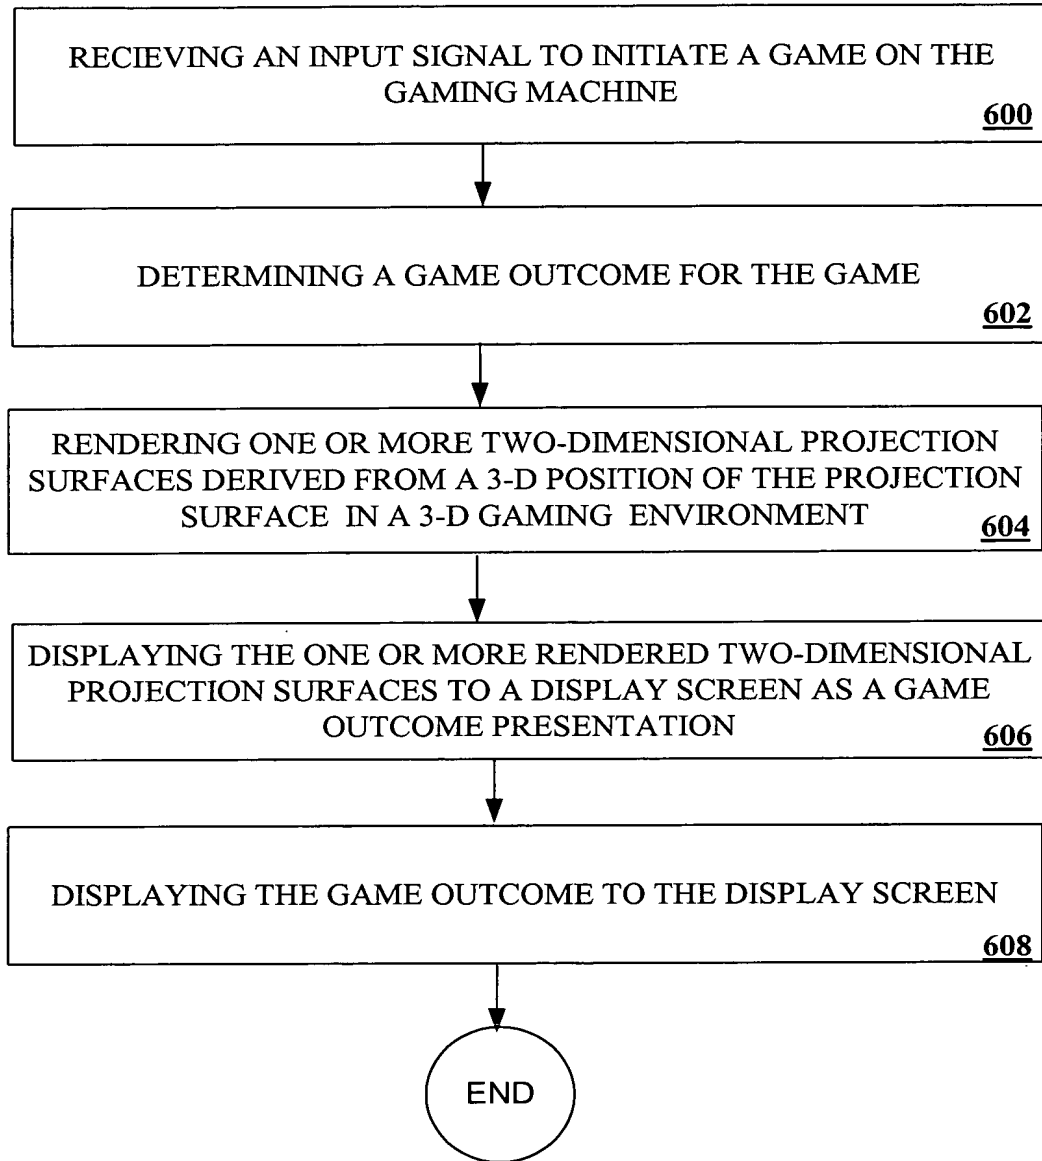 RECIEVING AN INPUT SIGNAL TO INITIATE A GAME ON THE
GAMING MACHINE
600
DETERMINING A GAME OUTCOME FOR THE GAME
602
RENDERING ONE OR MORE TWO-DIMENSIONAL PROJECTION
SURFACES DERIVED FROM A 3-D POSITION OF THE PROJECTION
SURFACE IN A 3-D GAMING ENVIRONMENT
604
DISPLAYING THE ONE OR MORE RENDERED TWO-DIMENSIONAL
PROJECTION SURFACES TO A DISPLAY SCREEN AS A GAME
OUTCOME PRESENTATION
606
DISPLAYING THE GAME OUTCOME TO THE DISPLAY SCREEN
608
END